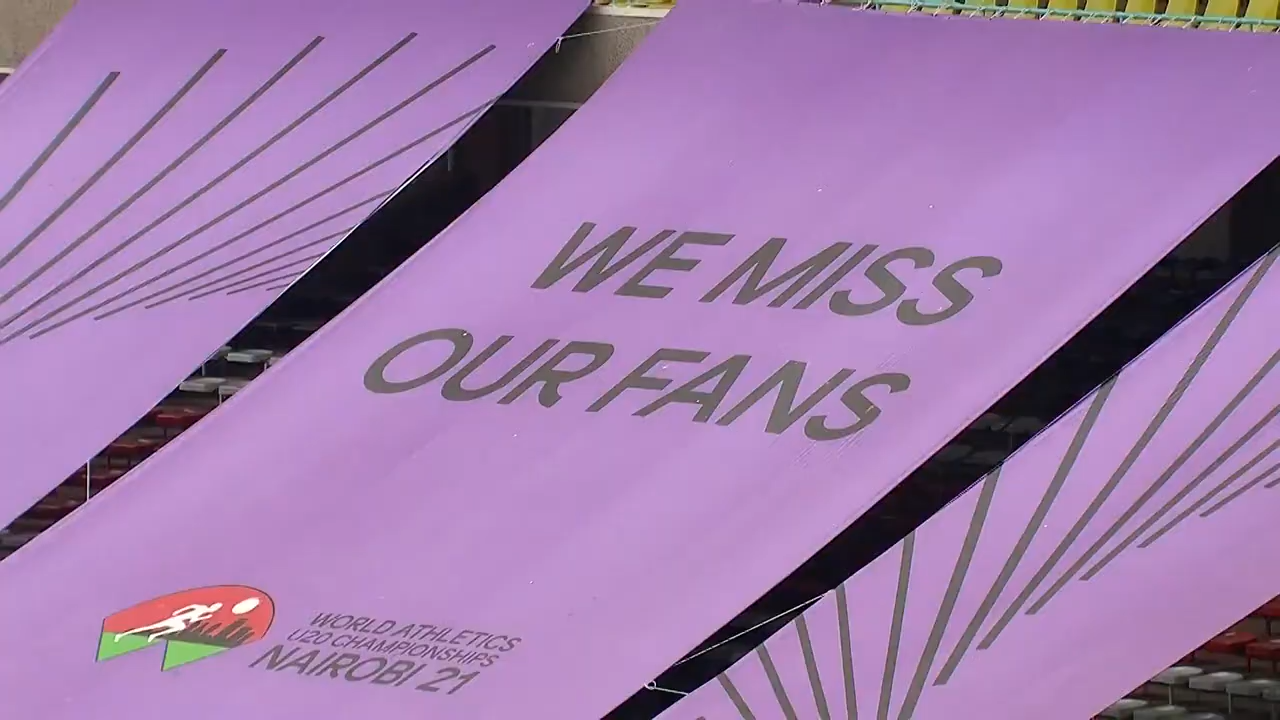 WE MISS
OUR FANS
WORLD ATHLETICS
U20 CHAMPIONSHIPS
NAIROBI 21